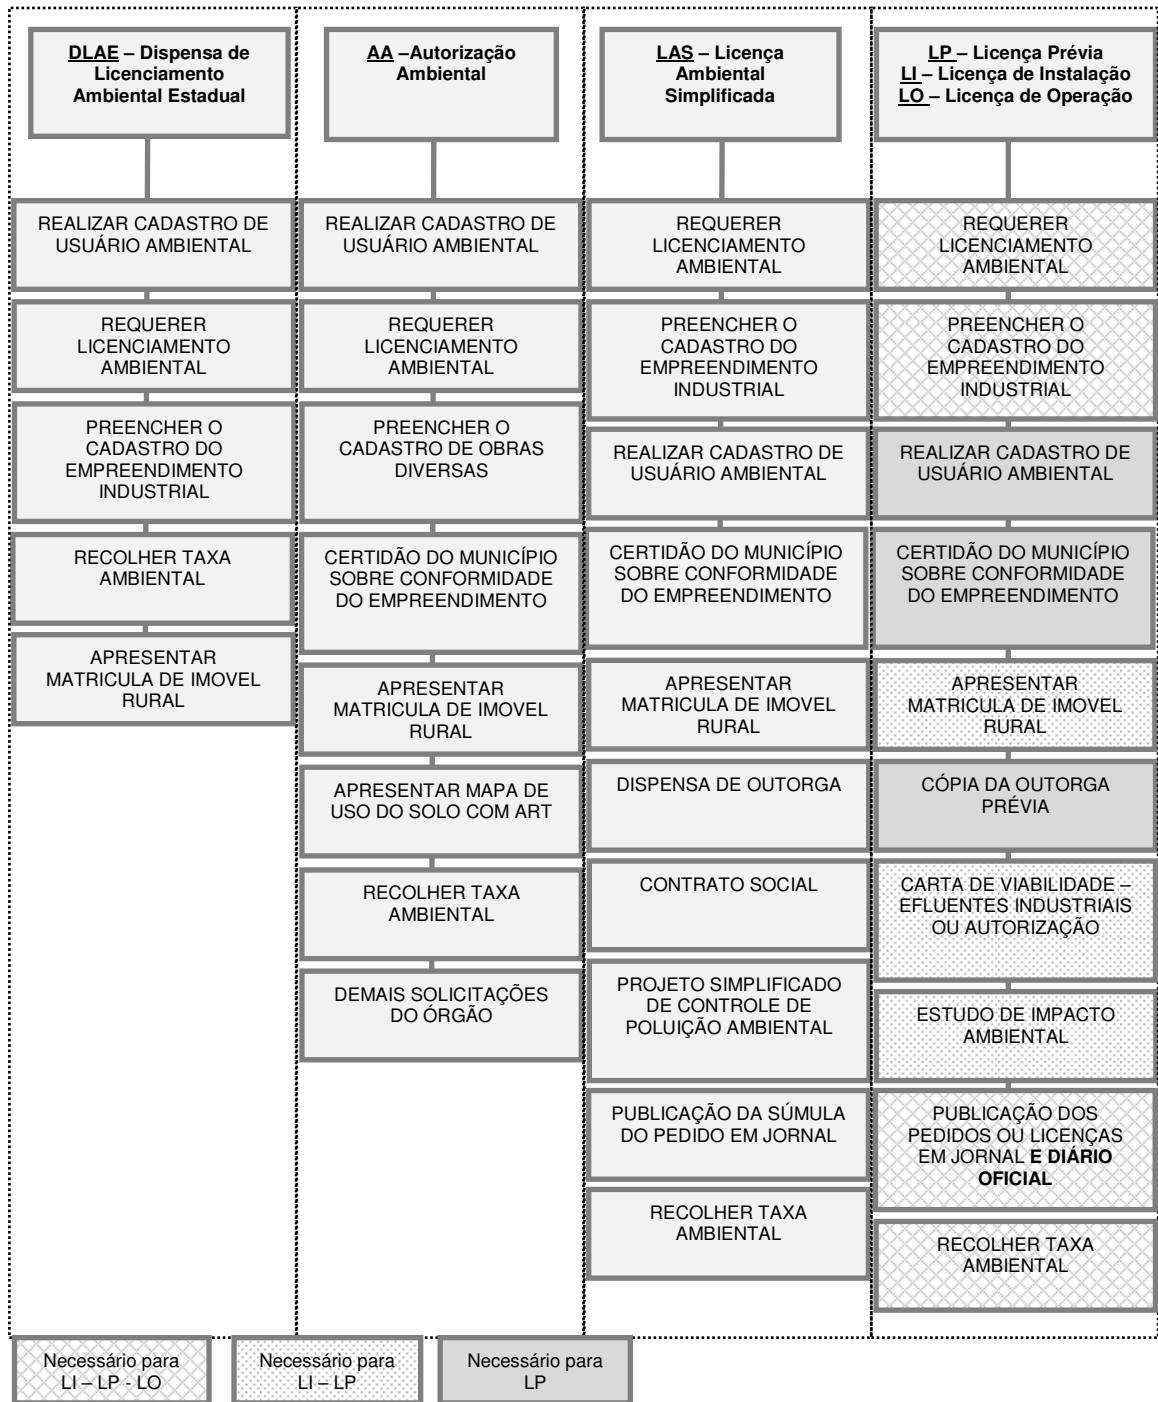 DLAE – Dispensa de
Licenciamento
Ambiental Estadual
REALIZAR CADASTRO DE
USUÁRIO AMBIENTAL
REQUERER
LICENCIAMENTO
AMBIENTAL
PREENCHER O
CADASTRO DO
EMPREENDIMENTO
INDUSTRIAL
RECOLHER TAXA
AMBIENTAL
APRESENTAR
MATRICULA DE IMOVEL
RURAL
AA –Autorização
Ambiental
REALIZAR CADASTRO DE
USUÁRIO AMBIENTAL
REQUERER
LICENCIAMENTO
AMBIENTAL
PREENCHER O
CADASTRO DE OBRAS
DIVERSAS
CERTIDÃO DO MUNICÍPIO
SOBRE CONFORMIDADE
DO EMPREENDIMENTO
APRESENTAR
MATRICULA DE IMOVEL
RURAL
APRESENTAR MAPA DE
USO DO SOLO COM ART
RECOLHER TAXA
AMBIENTAL
DEMAIS SOLICITAÇÕES
DO ÓRGÃO
LAS – Licença
Ambiental
Simplificada
REQUERER
LICENCIAMENTO
AMBIENTAL
PREENCHER O
CADASTRO DO
EMPREENDIMENTO
INDUSTRIAL
REALIZAR CADASTRO DE
USUÁRIO AMBIENTAL
CERTIDÃO DO MUNICÍPIO
SOBRE CONFORMIDADE
DO EMPREENDIMENTO
APRESENTAR
MATRICULA DE IMOVEL
RURAL
DISPENSA DE OUTORGA
CONTRATO SOCIAL
PROJETO SIMPLIFICADO
DE CONTROLE DE
POLUIÇÃO AMBIENTAL
PUBLICAÇÃO DA SÚMULA
DO PEDIDO EM JORNAL
RECOLHER TAXA
AMBIENTAL
LP – Licença Prévia
LI – Licença de Instalação
LO – Licença de Operação
REQUERER
LICENCIAMENTO
AMBIENTAL
PREENCHER O
CADASTRO DO
EMPREENDIMENTO
INDUSTRIAL
REALIZAR CADASTRO DE
USUÁRIO AMBIENTAL
CERTIDÃO DO MUNICÍPIO
SOBRE CONFORMIDADE
DO EMPREENDIMENTO
APRESENTAR
MATRICULA DE IMOVEL
RURAL
CÓPIA DA OUTORGA
PRÉVIA
CARTA DE VIABILIDADE –
EFLUENTES INDUSTRIAIS
OU AUTORIZAÇÃO
ESTUDO DE IMPACTO
AMBIENTAL
PUBLICAÇÃO DOS
PEDIDOS OU LICENÇAS
EM JORNAL E DIÁRIO
OFICIAL
RECOLHER TAXA
AMBIENTAL
Necessário para
LI – LP - LO
Necessário para
LI – LP
Necessário para
LP